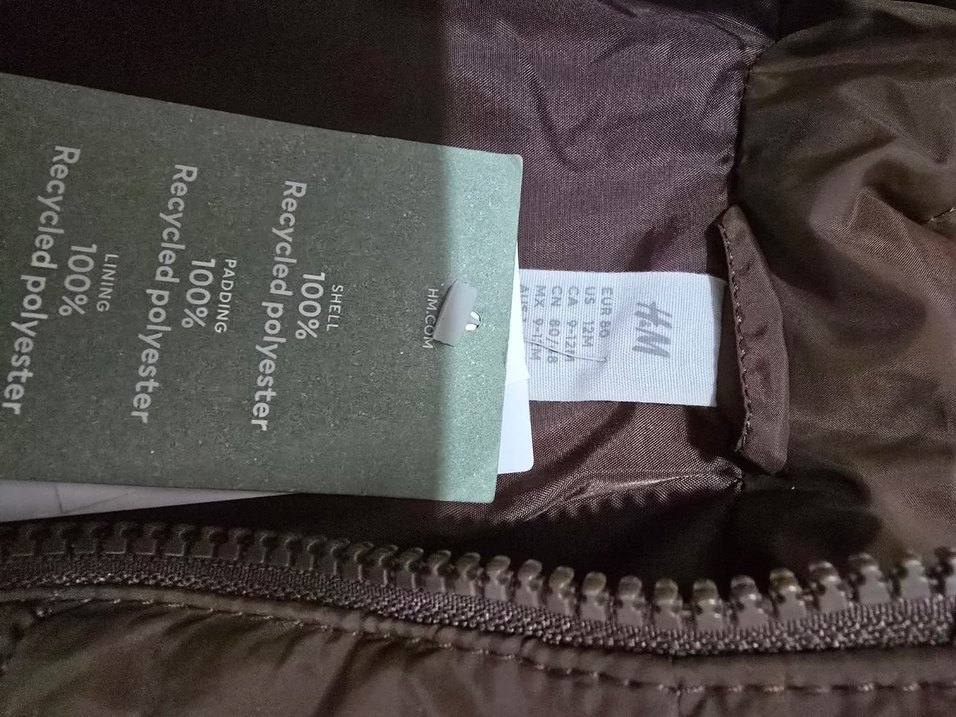 HM.COM
SHELL
100%
Recycled polyester
PADDING
100%
Recycled polyester
LINING
100%
Recycled polyester
H&M
EUR 80
US 12M
CA 9-12M
CN 80/48
MX 9-12M